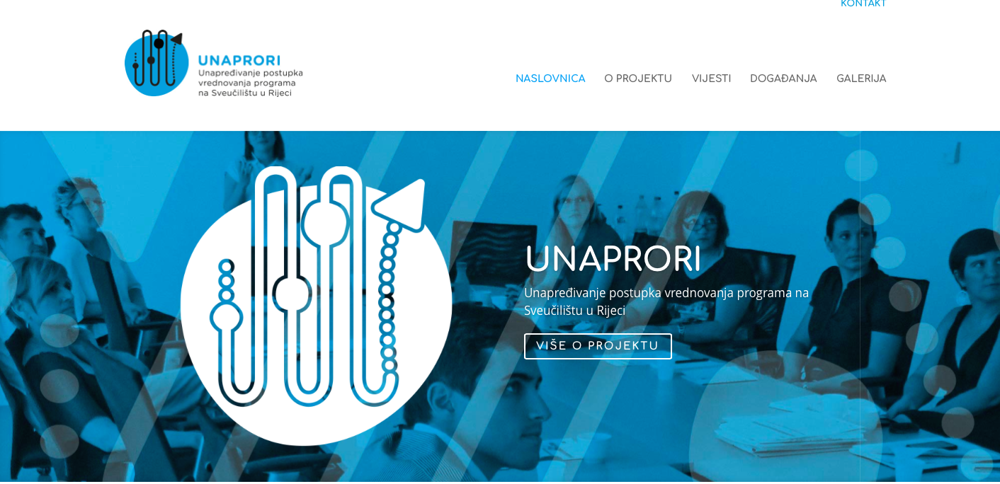 KONTAKT
UNAPRORI
Unapređivanje postupka
vrednovanja programa
na Sveučilištu u Rijeci
NASLOVNICA O PROJEKTU VIJESTI DOGAĐANJA GALERIJA
UNAPRORI
Unapređivanje postupka vrednovanja programa na
Sveučilištu u Rijeci
VIŠE O PROJEKTU